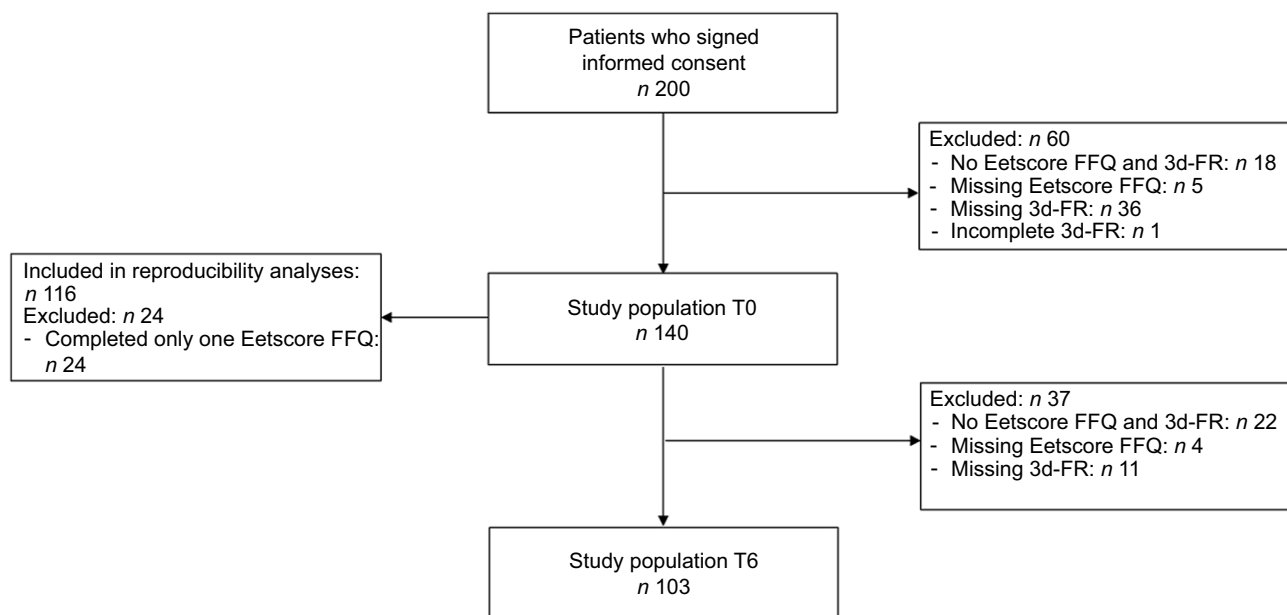 Patients who signed
informed consent
n 200
Excluded: n 60
- No Eetscore FFQ and 3d-FR: n 18
- Missing Eetscore FFQ: n 5
- Missing 3d-FR: n 36
- Incomplete 3d-FR: n 1
Included in reproducibility analyses:
n 116
Excluded: n 24
- Completed only one Eetscore FFQ:
n 24
Study population T0
n 140
Excluded: n 37
- No Eetscore FFQ and 3d-FR: n 22
- Missing Eetscore FFQ: n 4
- Missing 3d-FR: n 11
Study population T6
n 103